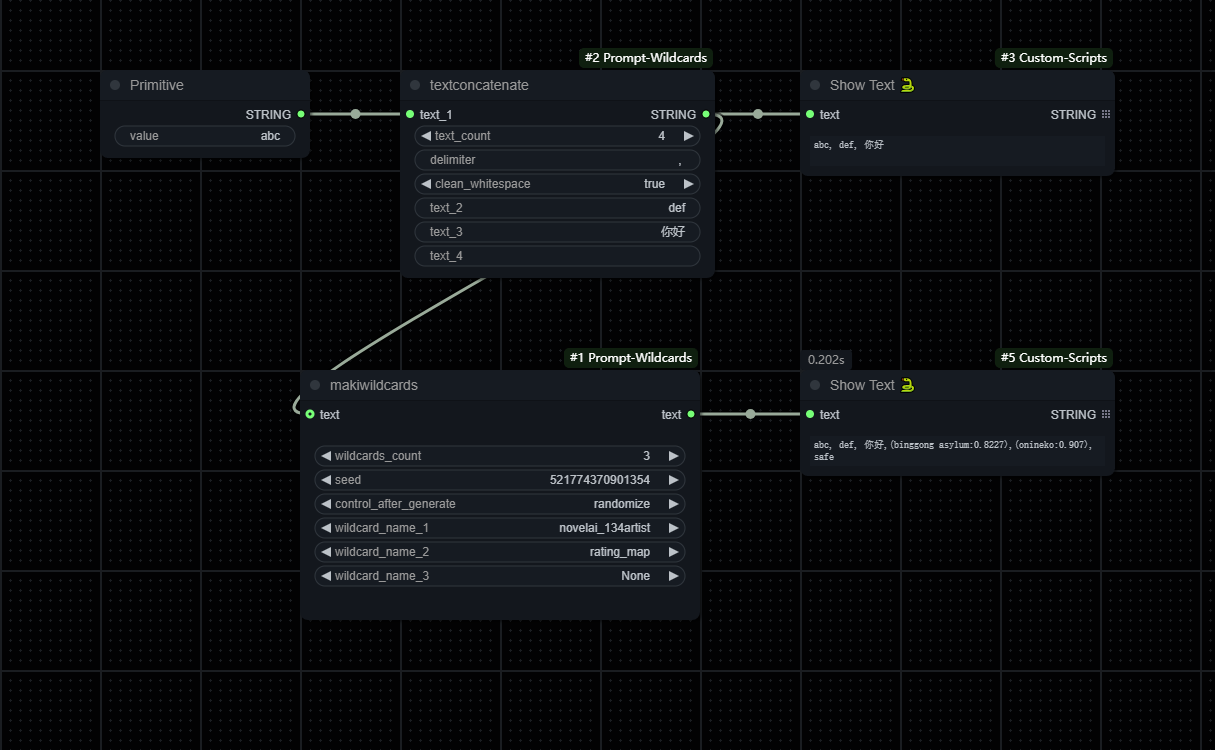 #2 Prompt-Wildcards
#3 Custom-Scripts
Primitive
textconcatenate
Show Text 🐍
STRING
text_1
STRING
text
STRING
value abc
text_count 4
delimiter ,
clean_whitespace true
text_2 def
text_3 你好
text_4
abc, def, 你好
#1 Prompt-Wildcards
0.202s
#5 Custom-Scripts
makiwildcards
Show Text 🐍
text
text
text
STRING
wildcards_count 3
seed 521774370901354
control_after_generate randomize
wildcard_name_1 novelai_134artist
wildcard_name_2 rating_map
wildcard_name_3 None
abc, def, 你好,(binggong asylum:0.8227),(onineko:0.907),
safe